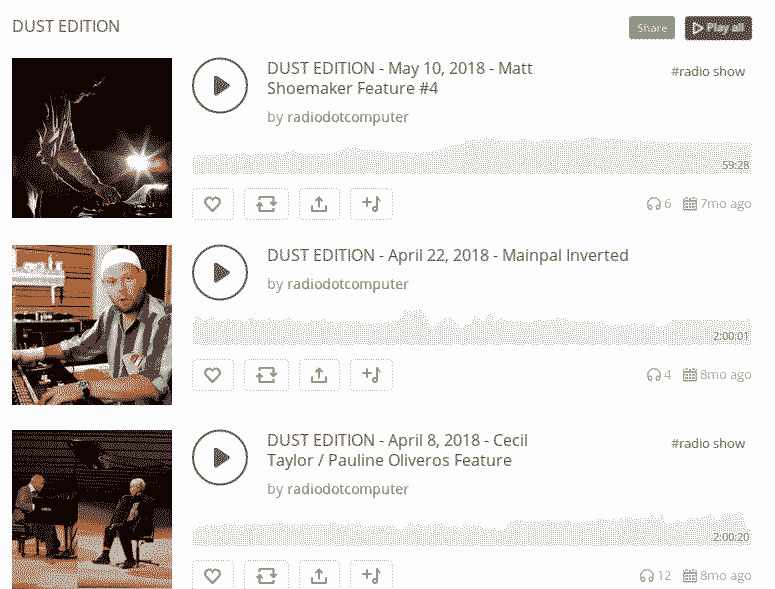 DUST EDITION
Share
Play all
DUST EDITION - May 10, 2018 - Matt
Shoemaker Feature #4
#radio show
by radiodotcomputer
59:28
6
7mo ago
DUST EDITION - April 22, 2018 - Mainpal Inverted
by radiodotcomputer
2:00:01
4
8mo ago
DUST EDITION - April 8, 2018 - Cecil
Taylor / Pauline Oliveros Feature
#radio show
by radiodotcomputer
2:00:20
12
8mo ago